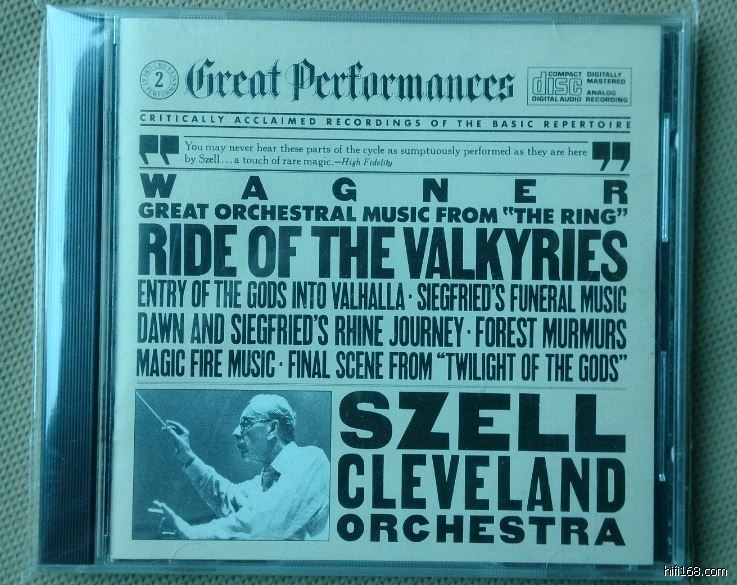 2
Great Performances
COMPACT
disc
DIGITAL AUDIO
DIGITALLY
MASTERED
ANALOG
RECORDING
CRITICALLY ACCLAIMED RECORDINGS OF THE BASIC REPERTOIRE
"You may never hear these parts of the cycle as sumptuously performed as they are here
by Szell...a touch of rare magic.—High Fidelity"
WAGNER
GREAT ORCHESTRAL MUSIC FROM "THE RING"
RIDE OF THE VALKYRIES
ENTRY OF THE GODS INTO VALHALLA · SIEGFRIED'S FUNERAL MUSIC
DAWN AND SIEGFRIED'S RHINE JOURNEY · FOREST MURMURS
MAGIC FIRE MUSIC · FINAL SCENE FROM "TWILIGHT OF THE GODS"
SZELL
CLEVELAND
ORCHESTRA
hifi168.com